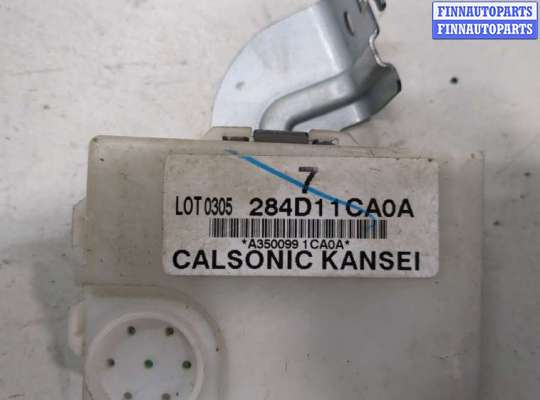 FINNAUTOPARTS
FINNAUTOPARTS
7
LOT 0305 284D11CA0A
*A350099 1CA0A*
CALSONIC KANSEI